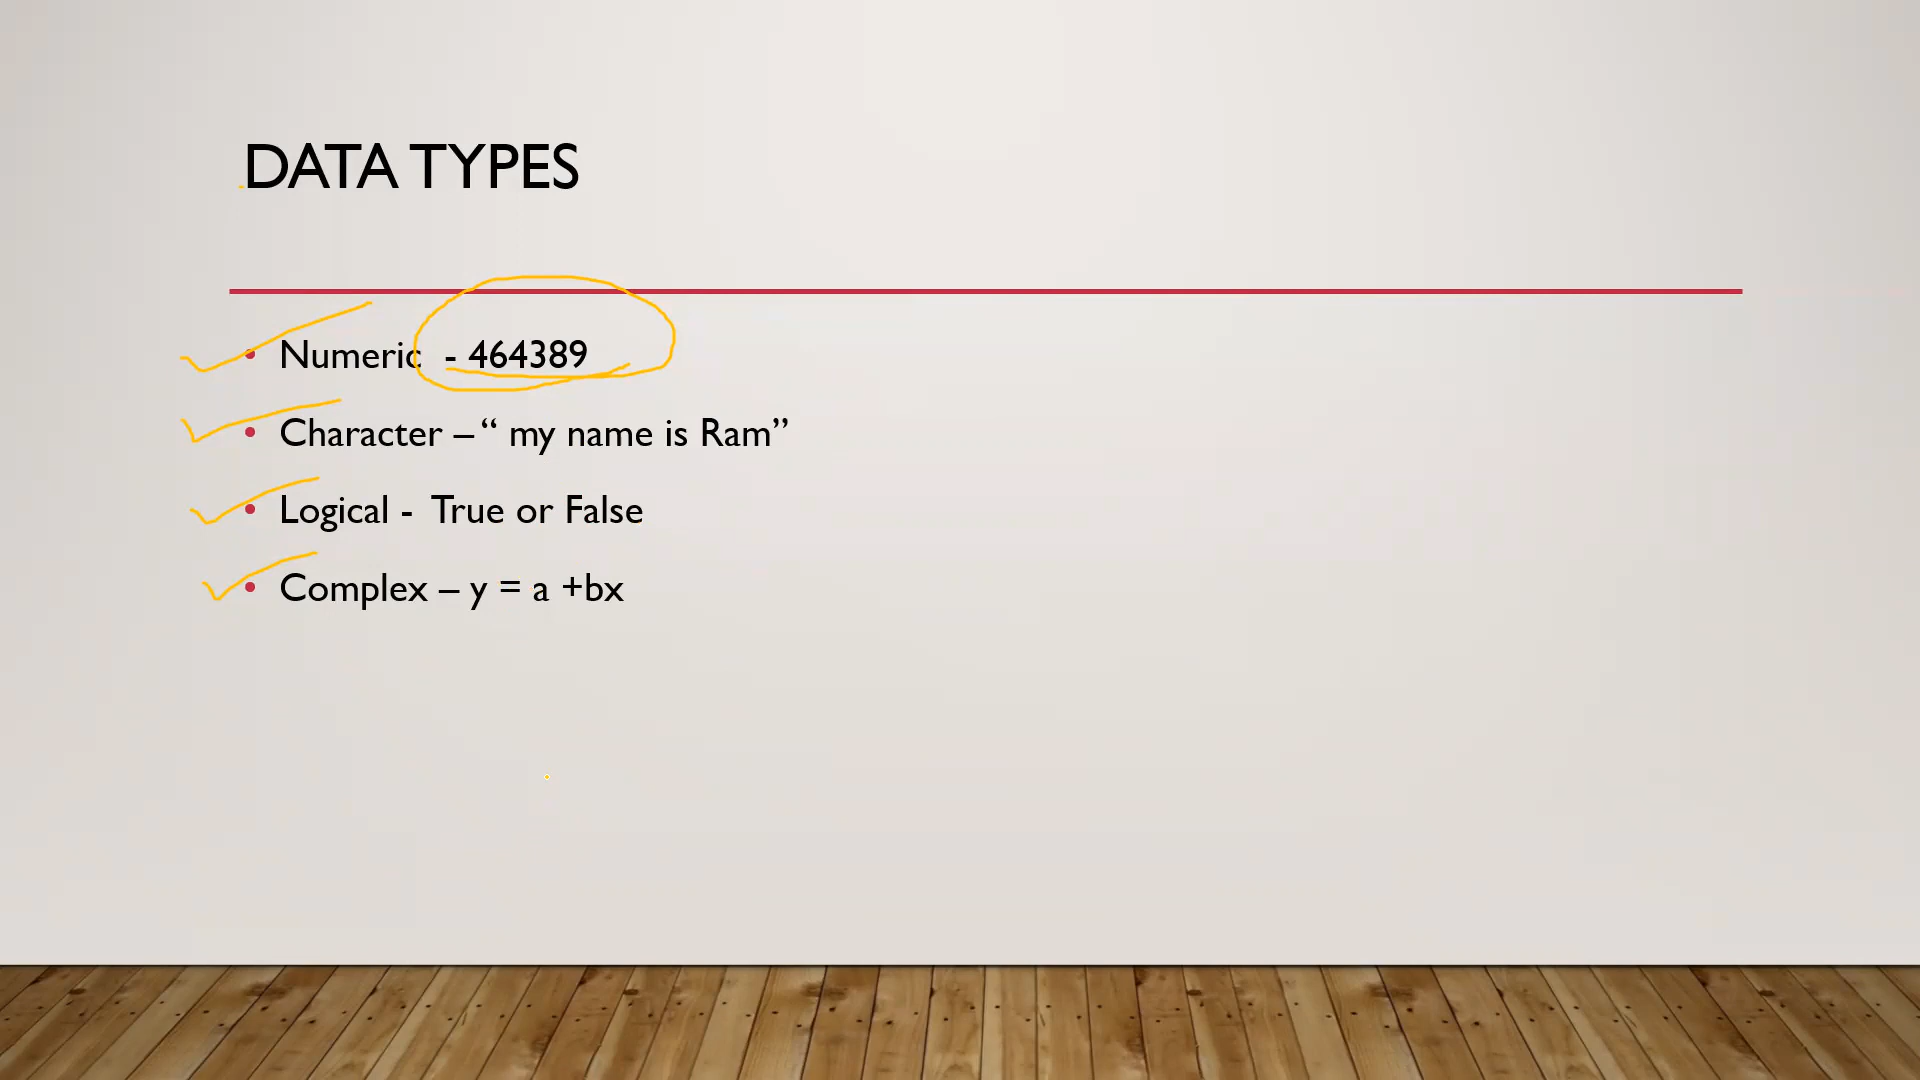 DATA TYPES
• Numeric - 464389
• Character – “ my name is Ram”
• Logical - True or False
• Complex – y = a +bx